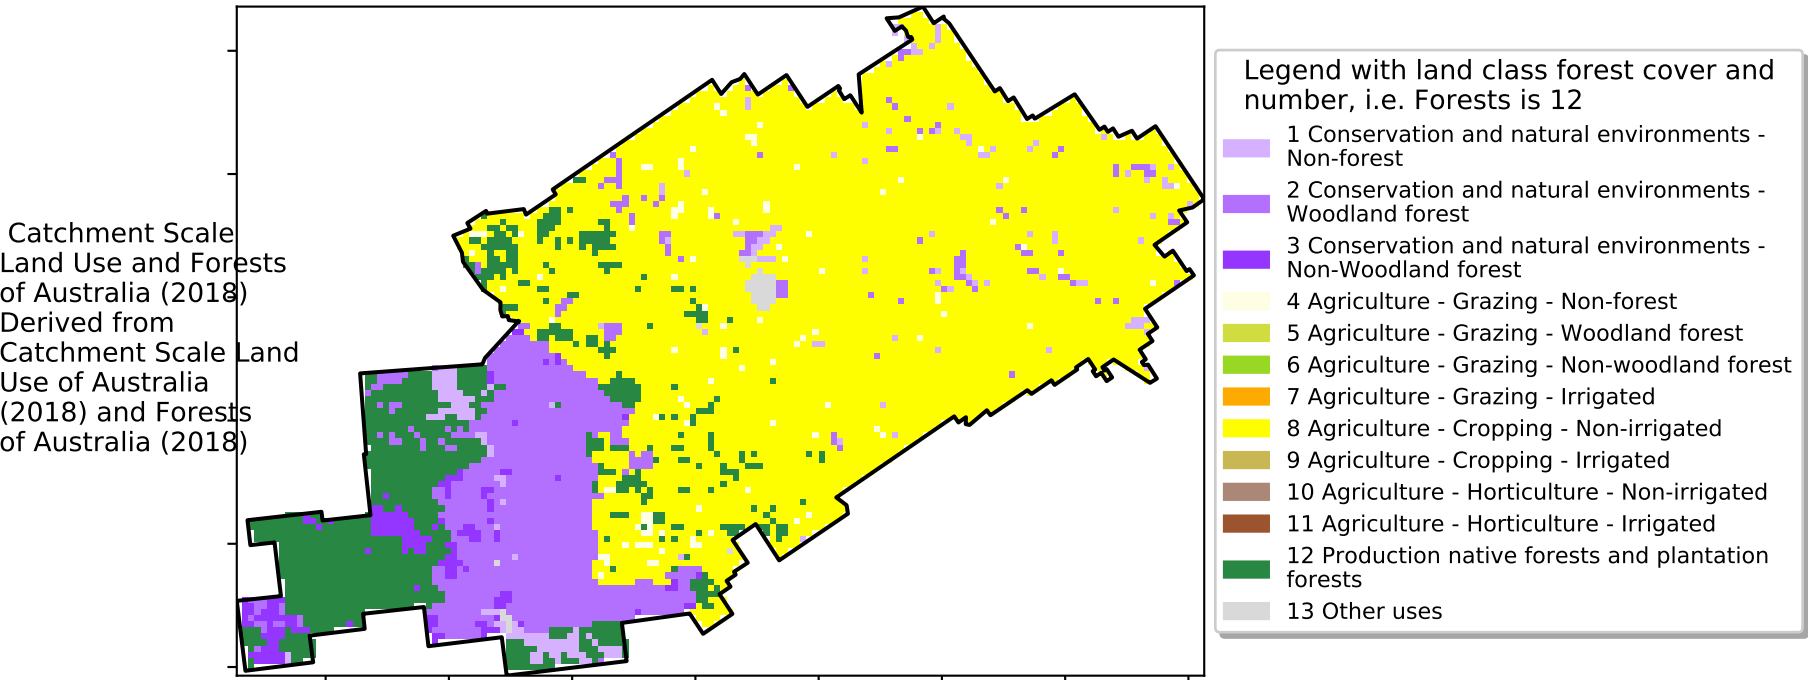 Catchment Scale
Land Use and Forests
of Australia (2018)
Derived from
Catchment Scale Land
Use of Australia
(2018) and Forests
of Australia (2018)
Legend with land class forest cover and
number, i.e. Forests is 12
1 Conservation and natural environments -
Non-forest
2 Conservation and natural environments -
Woodland forest
3 Conservation and natural environments -
Non-Woodland forest
4 Agriculture - Grazing - Non-forest
5 Agriculture - Grazing - Woodland forest
6 Agriculture - Grazing - Non-woodland forest
7 Agriculture - Grazing - Irrigated
8 Agriculture - Cropping - Non-irrigated
9 Agriculture - Cropping - Irrigated
10 Agriculture - Horticulture - Non-irrigated
11 Agriculture - Horticulture - Irrigated
12 Production native forests and plantation
forests
13 Other uses